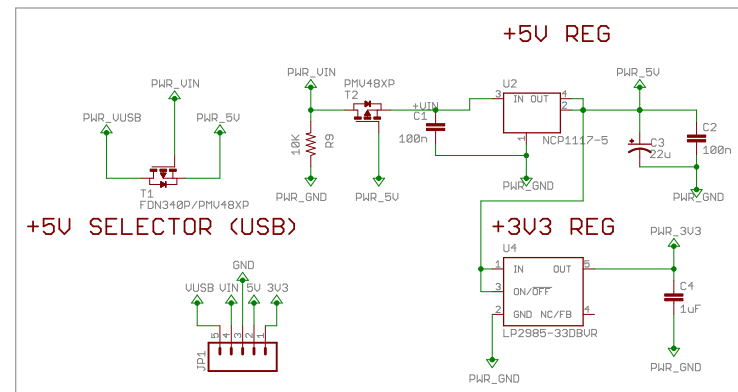 +5V REG
PWR_VIN
PMV48XP
T2
U2
PWR_5V
PWR_VIN
3 IN OUT 4
2
+VIN
C1
100n
1
NCP1117-5
C3
22u
C2
100n
PWR_VUSB
PWR_5V
10K
R9
PWR_GND
PWR_5V
PWR_GND
PWR_GND
T1
FDN340P/PMV48XP
+5V SELECTOR (USB)
+3V3 REG
PWR_3V3
U4
1 IN OUT 5
3 ON/OFF
2 GND NC/FB 4
LP2985-33DBVR
C4
1uF
PWR_GND
PWR_GND
GND
VUSB VIN 5V 3V3
5 4 3 2 1
JP1